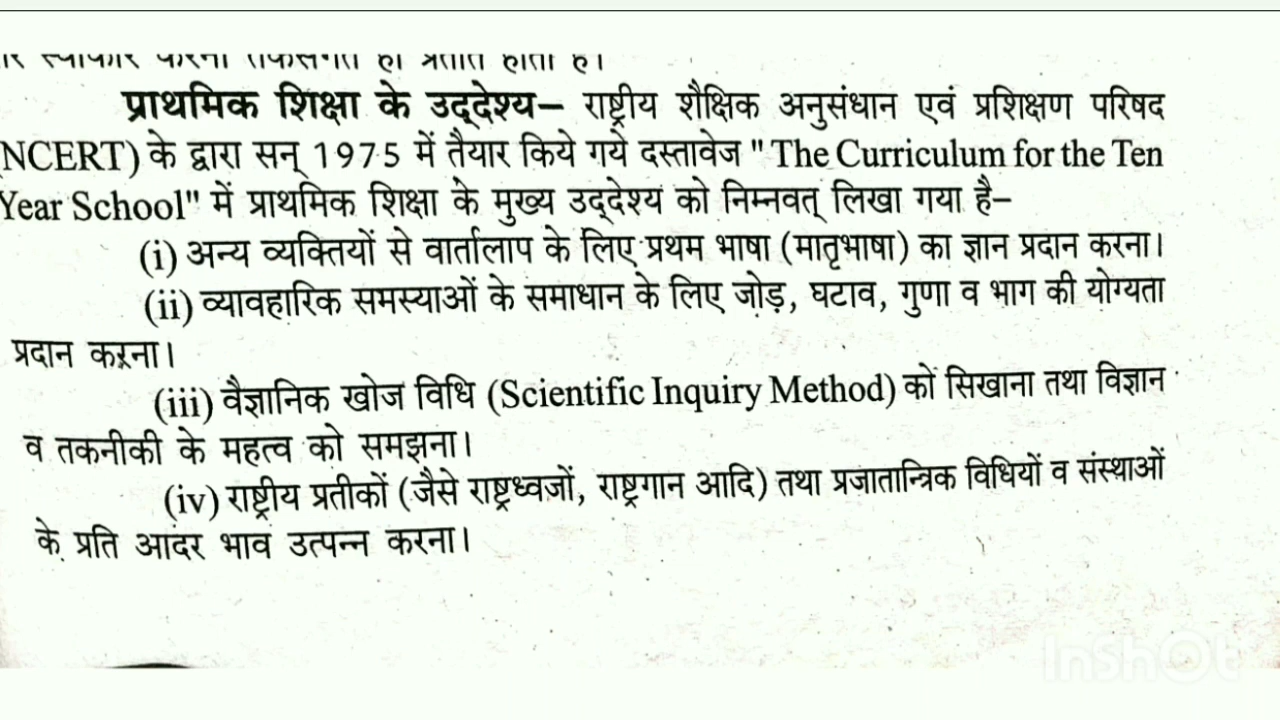 प्राथमिक शिक्षा के उद्देश्य– राष्ट्रीय शैक्षिक अनुसंधान एवं प्रशिक्षण परिषद
NCERT) के द्वारा सन् 1975 में तैयार किये गये दस्तावेज "The Curriculum for the Ten
Year School" में प्राथमिक शिक्षा के मुख्य उद्देश्य को निम्नवत् लिखा गया है–
(i) अन्य व्यक्तियों से वार्तालाप के लिए प्रथम भाषा (मातृभाषा) का ज्ञान प्रदान करना।
(ii) व्यावहारिक समस्याओं के समाधान के लिए जोड़, घटाव, गुणा व भाग की योग्यता
प्रदान करना।
(iii) वैज्ञानिक खोज विधि (Scientific Inquiry Method) को सिखाना तथा विज्ञान
व तकनीकी के महत्व को समझना।
(iv) राष्ट्रीय प्रतीकों (जैसे राष्ट्रध्वजों, राष्ट्रगान आदि) तथा प्रजातान्त्रिक विधियों व संस्थाओं
के प्रति आदर भाव उत्पन्न करना।
InShOt